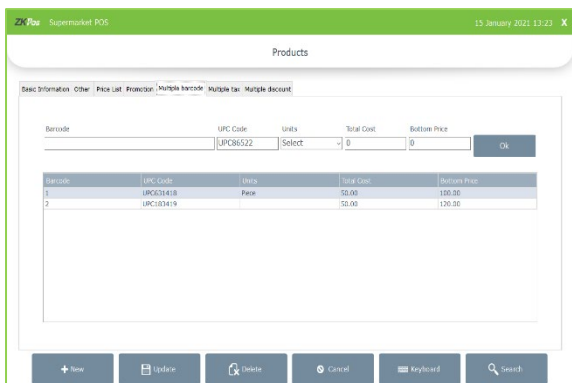 ZKPos Supermarket POS 15 January 2021 13:23 X
Products
Basic Information Other Price List Promotion Multiple barcode Multiple tax Multiple discount
Barcode UPC Code Units Total Cost Bottom Price
UPC86522 Select 0 0 Ok
Barcode UPC Code Units Total Cost Bottom Price
1 UPC631418 Pece 50.00 100.00
2 UPC183419 50.00 120.00
New Update Delete Cancel Keyboard Search